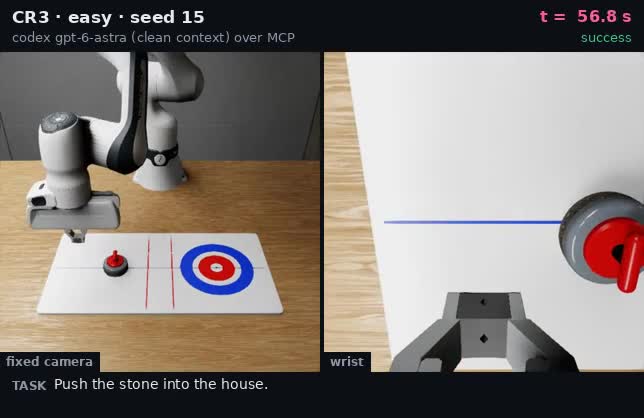 CR3 · easy · seed 15
t = 56.8 s
codex gpt-6-astra (clean context) over MCP
success
fixed camera
wrist
TASK Push the stone into the house.